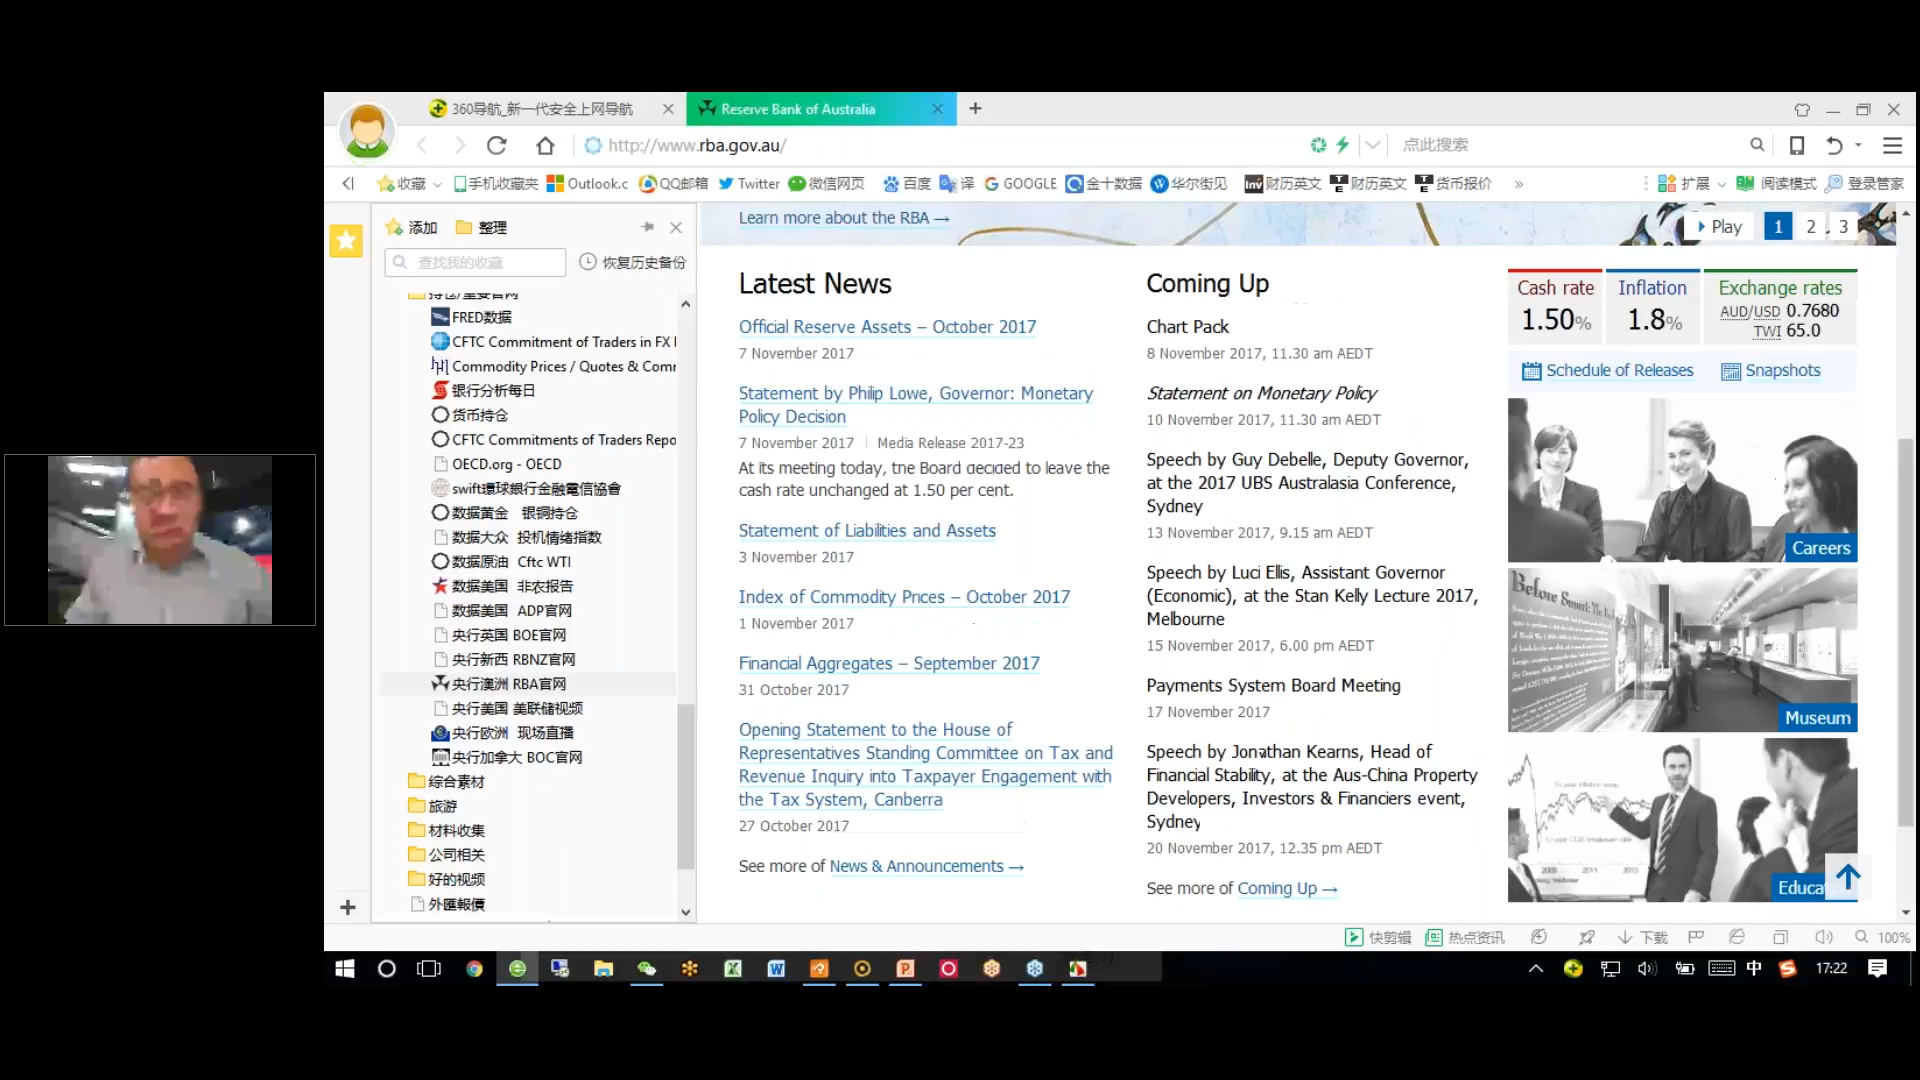 360导航_新一代安全上网导航
Reserve Bank of Australia
http://www.rba.gov.au/
点此搜索
收藏
手机收藏夹
Outlook.c
QQ邮箱
Twitter
微信网页
百度
译
GOOGLE
金十数据
华尔街见
财历英文
财历英文
货币报价
»
扩展
阅读模式
登录管家
添加
整理
查找我的收藏
恢复历史备份
FRED数据
CFTC Commitment of Traders in FX
Commodity Prices / Quotes & Com
银行分析每日
货币持仓
CFTC Commitments of Traders Repo
OECD.org - OECD
swift環球銀行金融電信協會
数据黄金 银铜持仓
数据大众 投机情绪指数
数据原油 Cftc WTI
数据美国 非农报告
数据美国 ADP官网
央行英国 BOE官网
央行新西 RBNZ官网
央行澳洲 RBA官网
央行美国 美联储视频
央行欧洲 现场直播
央行加拿大 BOC官网
综合素材
旅游
材料收集
公司相关
好的视频
外匯報價
Learn more about the RBA →
Play
1
2
3
Latest News
Official Reserve Assets – October 2017
7 November 2017
Statement by Philip Lowe, Governor: Monetary
Policy Decision
7 November 2017 | Media Release 2017-23
At its meeting today, the Board decided to leave the
cash rate unchanged at 1.50 per cent.
Statement of Liabilities and Assets
3 November 2017
Index of Commodity Prices – October 2017
1 November 2017
Financial Aggregates – September 2017
31 October 2017
Opening Statement to the House of
Representatives Standing Committee on Tax and
Revenue Inquiry into Taxpayer Engagement with
the Tax System, Canberra
27 October 2017
See more of News & Announcements →
Coming Up
Chart Pack
8 November 2017, 11.30 am AEDT
Statement on Monetary Policy
10 November 2017, 11.30 am AEDT
Speech by Guy Debelle, Deputy Governor,
at the 2017 UBS Australasia Conference,
Sydney
13 November 2017, 9.15 am AEDT
Speech by Luci Ellis, Assistant Governor
(Economic), at the Stan Kelly Lecture 2017,
Melbourne
15 November 2017, 6.00 pm AEDT
Payments System Board Meeting
17 November 2017
Speech by Jonathan Kearns, Head of
Financial Stability, at the Aus-China Property
Developers, Investors & Financiers event,
Sydney
20 November 2017, 12.35 pm AEDT
See more of Coming Up →
Cash rate
1.50%
Inflation
1.8%
Exchange rates
AUD/USD 0.7680
TWI 65.0
Schedule of Releases
Snapshots
Careers
Museum
Educa
快剪辑
热点资讯
下载
100%
中
17:22